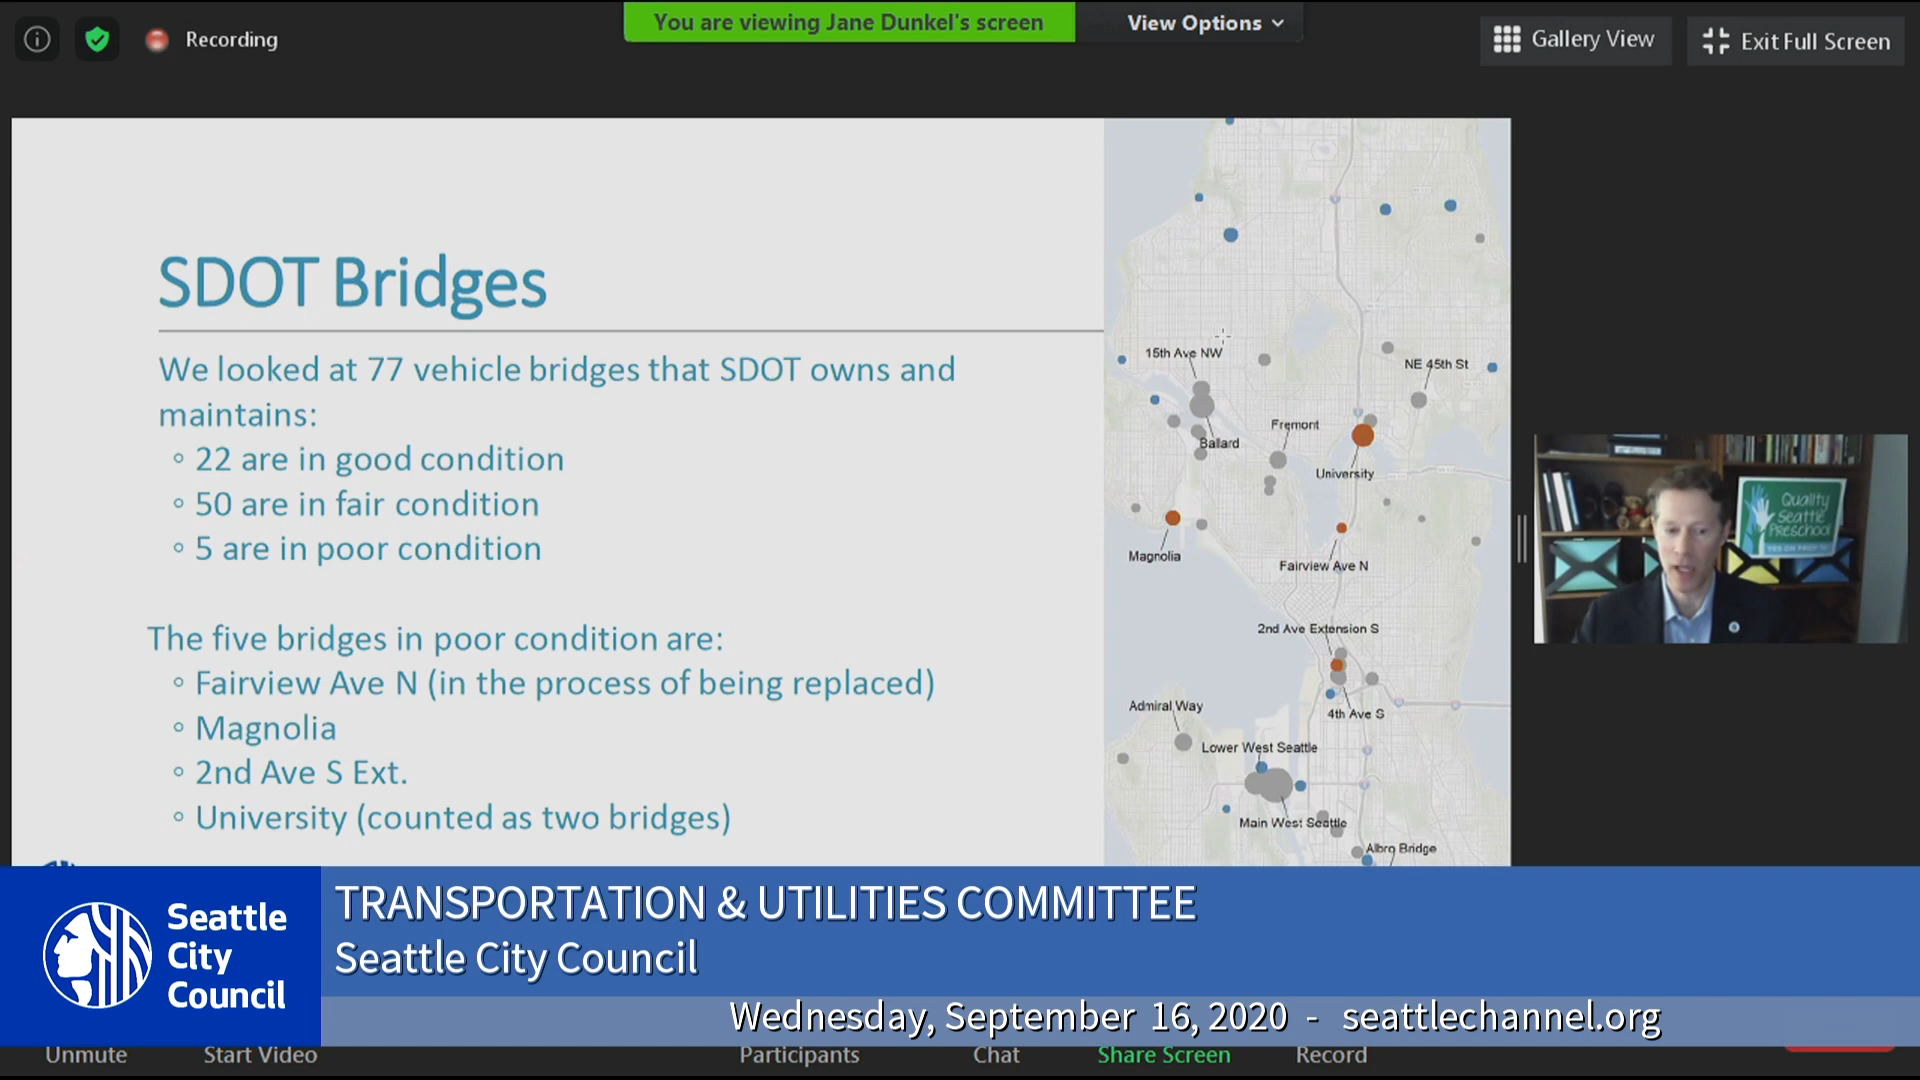 Recording
You are viewing Jane Dunkel's screen
View Options
Gallery View
Exit Full Screen
SDOT Bridges
We looked at 77 vehicle bridges that SDOT owns and
maintains:
◦ 22 are in good condition
◦ 50 are in fair condition
◦ 5 are in poor condition
The five bridges in poor condition are:
◦ Fairview Ave N (in the process of being replaced)
◦ Magnolia
◦ 2nd Ave S Ext.
◦ University (counted as two bridges)
15th Ave NW
NE 45th St
Fremont
Ballard
University
Magnolia
Fairview Ave N
2nd Ave Extension S
Admiral Way
4th Ave S
Lower West Seattle
Main West Seattle
Albro Bridge
Quality
Seattle
Preschool
Seattle
City
Council
TRANSPORTATION & UTILITIES COMMITTEE
Seattle City Council
Wednesday, September 16, 2020 - seattlechannel.org
Unmute
Start Video
Participants
Chat
Share Screen
Record